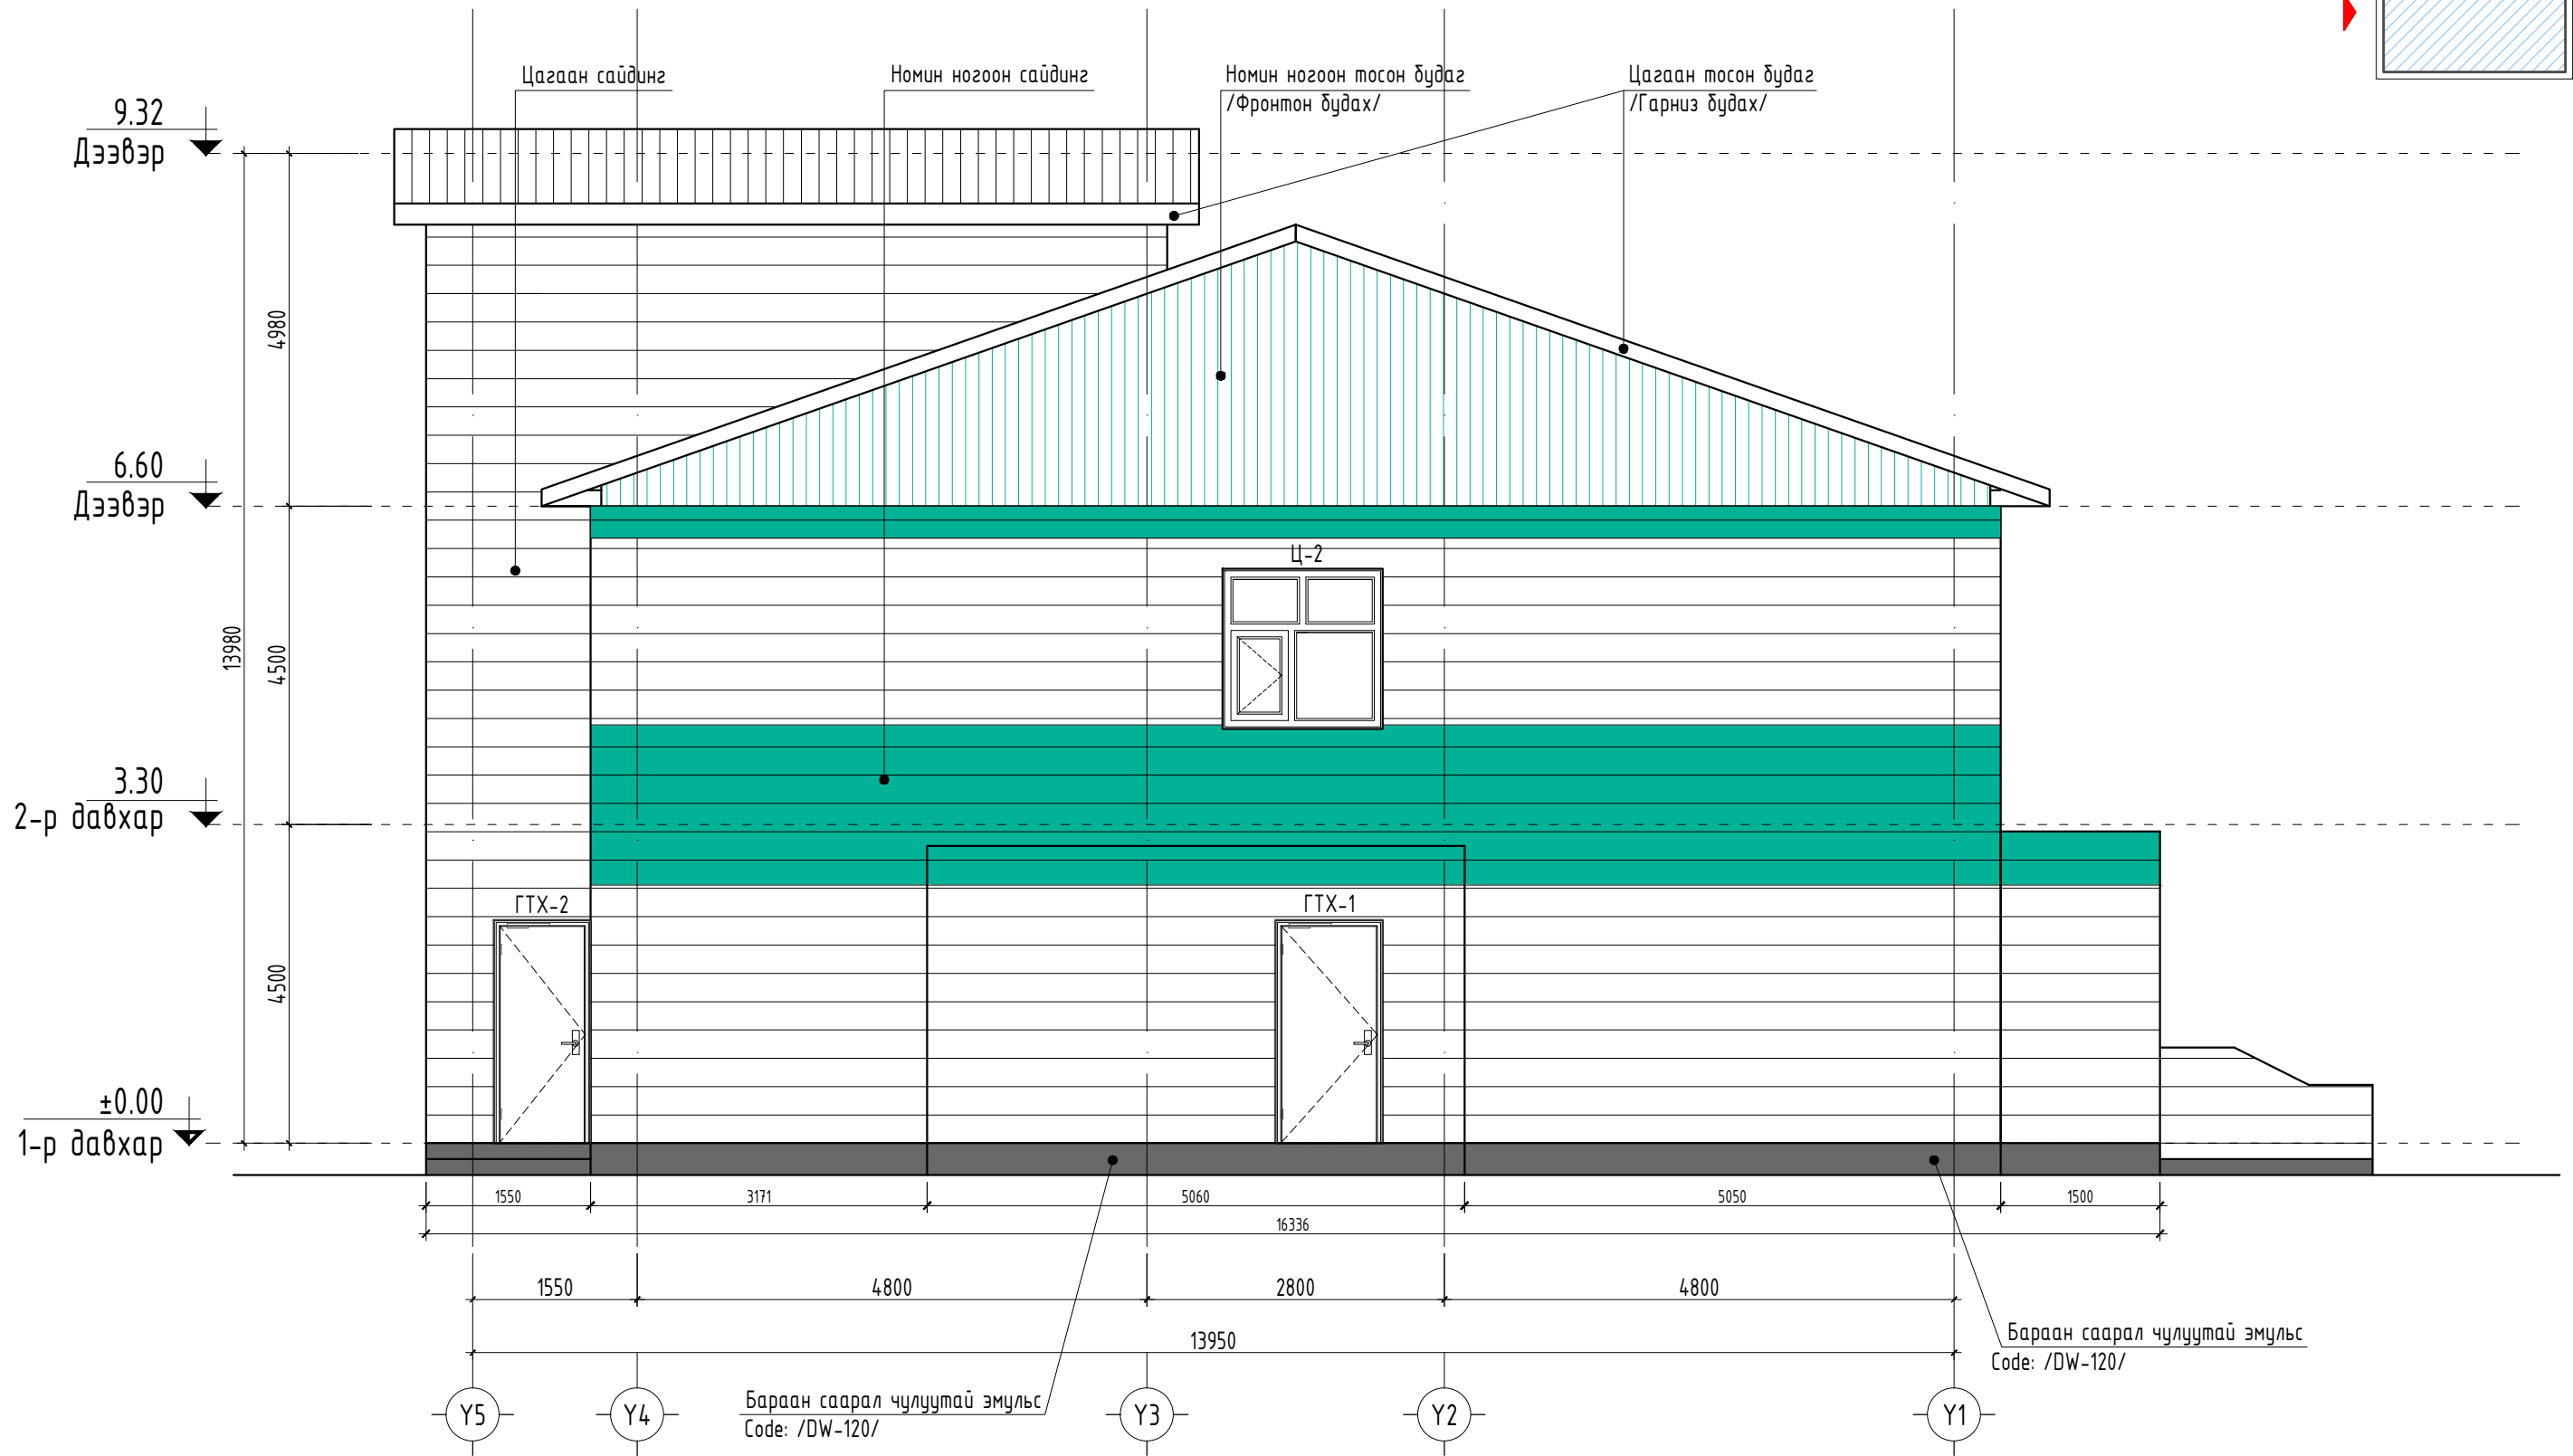 Цагаан сайдинг
Номин ногоон сайдинг
Номин ногоон тосон будаг
/Фронтон будах/
Цагаан тосон будаг
/Гарниз будах/
9.32
Дээвэр
4980
6.60
Дээвэр
Ц-2
13980
4500
3.30
2-р давхар
ГТХ-2
ГТХ-1
4500
±0.00
1-р давхар
1550
3171
5060
5050
1500
16336
1550
4800
2800
4800
13950
Бараан саарал чулуутай эмульс
Code: /DW-120/
Бараан саарал чулуутай эмульс
Code: /DW-120/
Y5
Y4
Y3
Y2
Y1